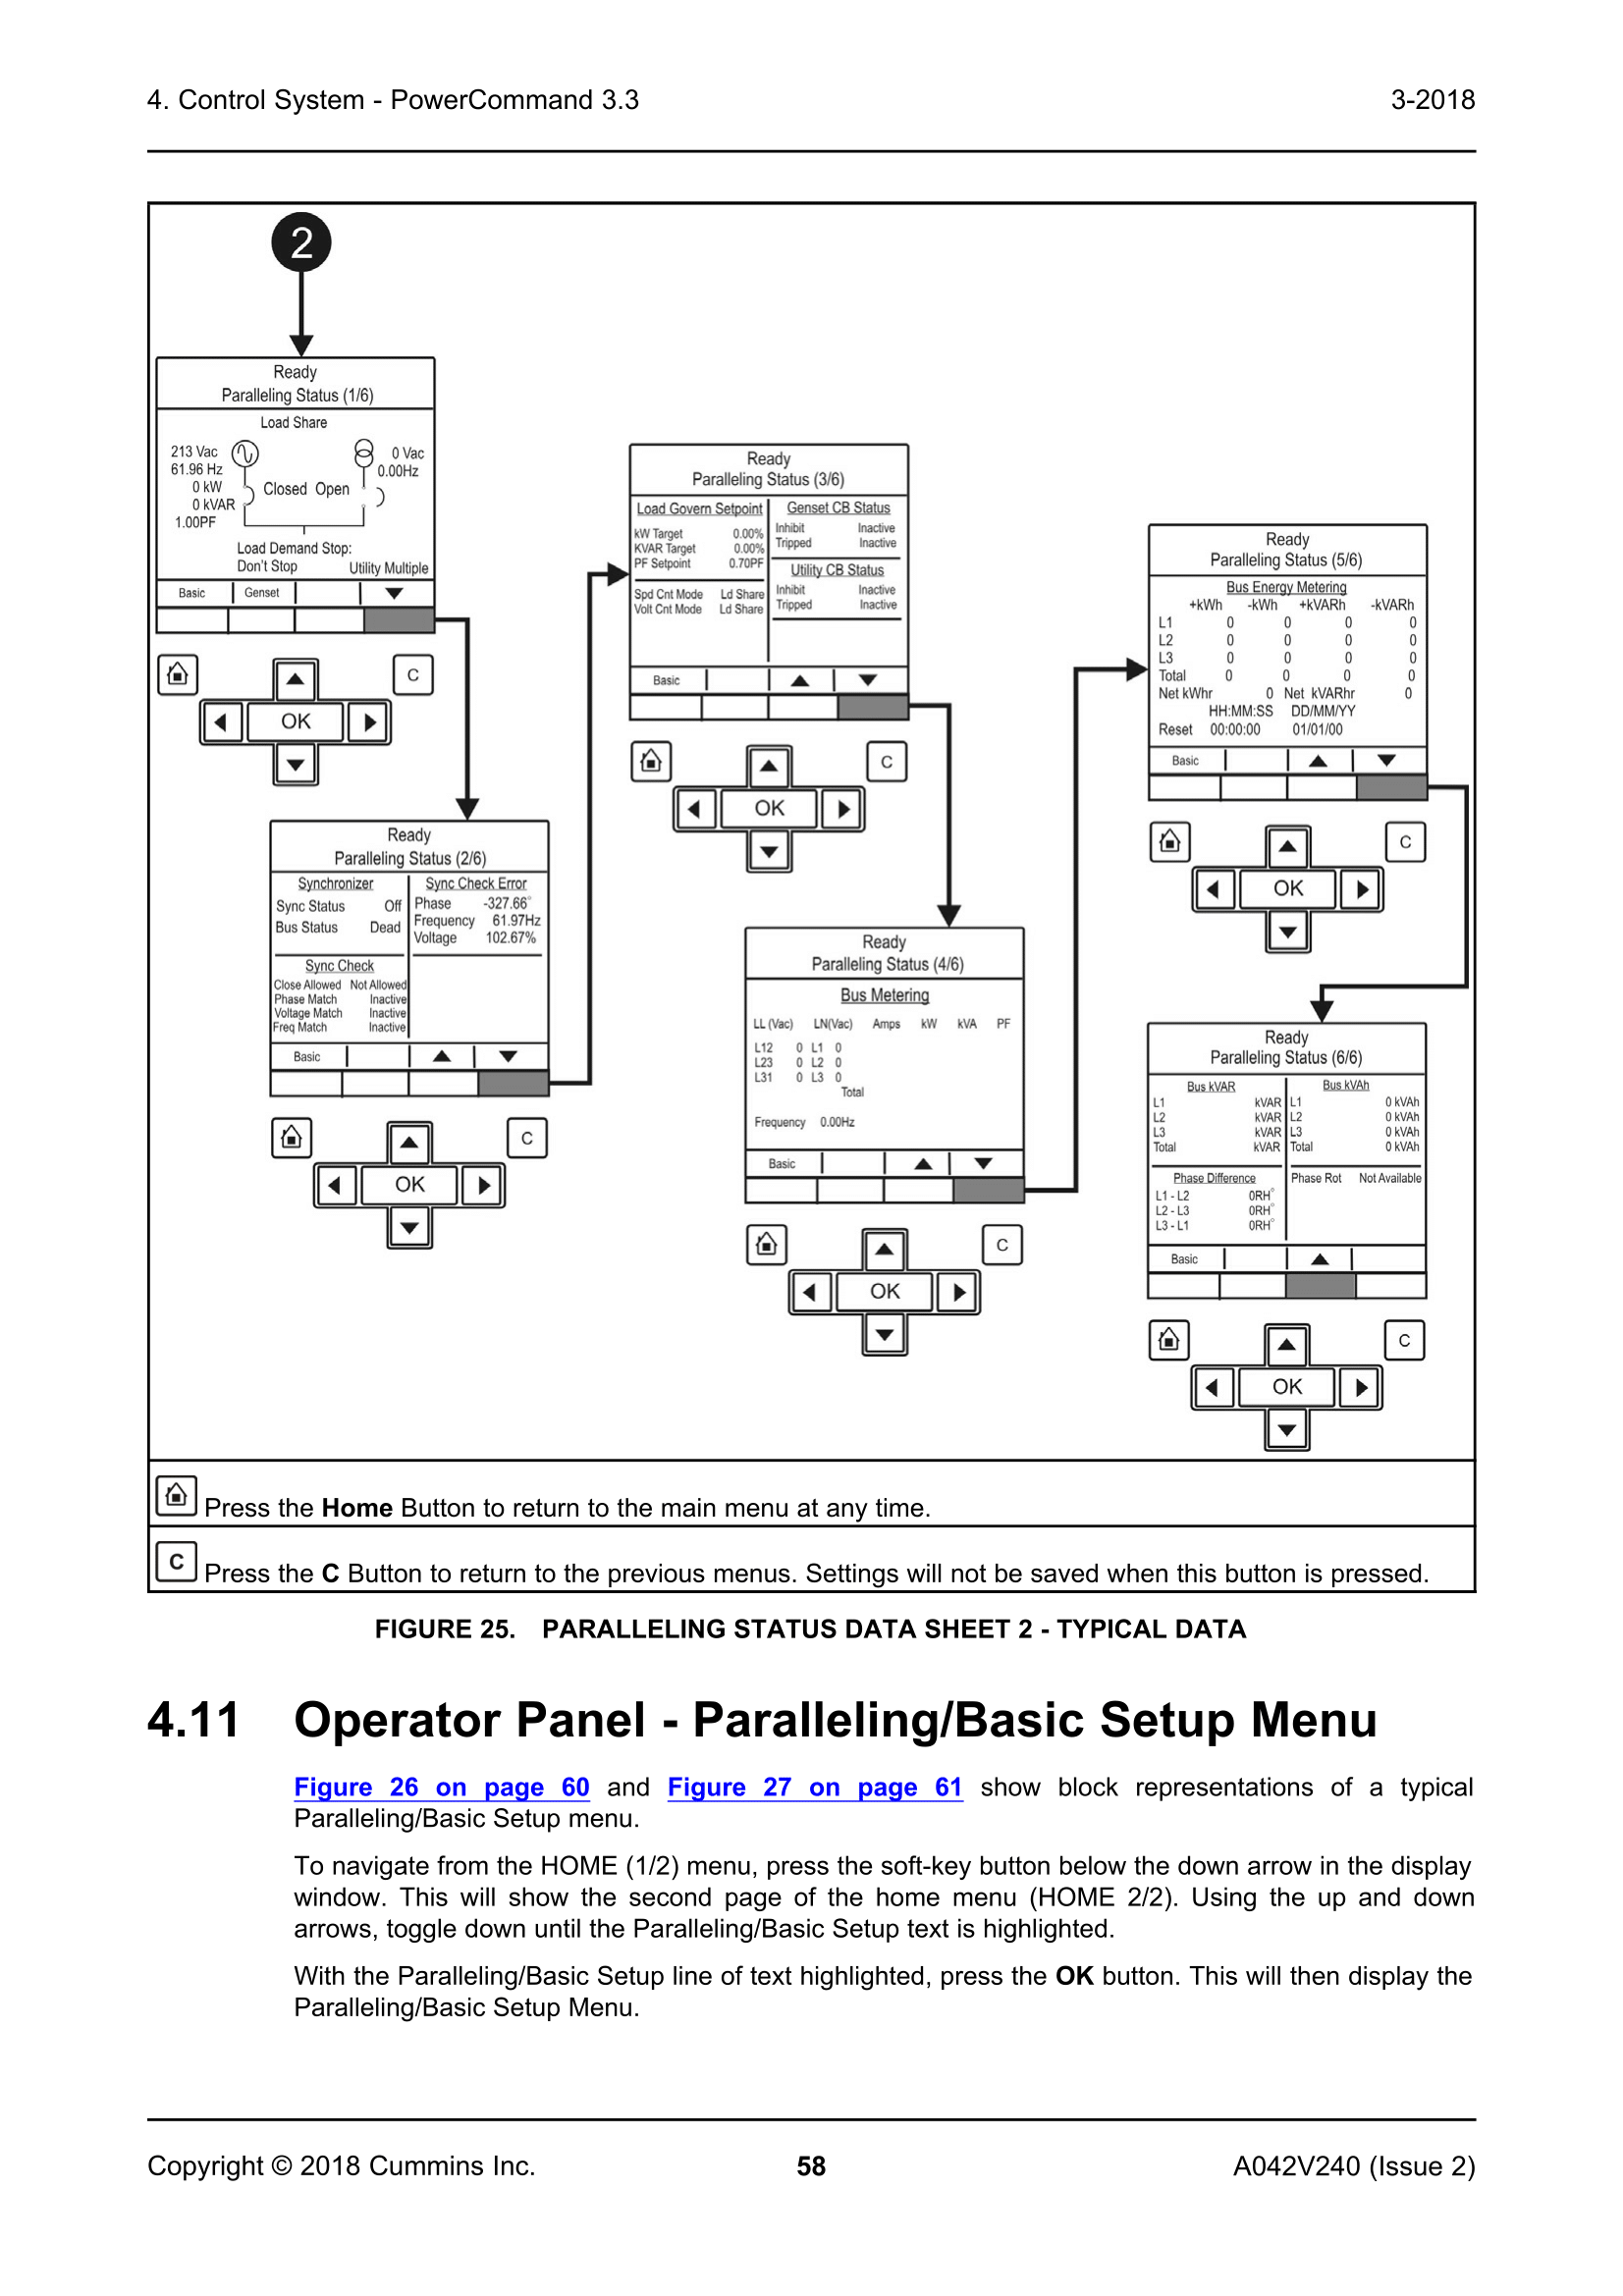 4. Control System - PowerCommand 3.3 3-2018
2
Ready
Paralleling Status (1/6)
Load Share
213 Vac 0 Vac
61.96 Hz 0.00Hz
0 kW Closed Open
0 kVAR
1.00PF
Load Demand Stop:
Don't Stop Utility Multiple
Basic Genset
C
OK
Ready
Paralleling Status (2/6)
Synchronizer Sync Check Error
Sync Status Off Phase -327.66°
Bus Status Dead Frequency 61.97Hz
Voltage 102.67%
Sync Check
Close Allowed Not Allowed
Phase Match Inactive
Voltage Match Inactive
Freq Match Inactive
Basic
C
OK
Ready
Paralleling Status (3/6)
Load Govern Setpoint Genset CB Status
kW Target 0.00% Inhibit Inactive
KVAR Target 0.00% Tripped Inactive
PF Setpoint 0.70PF Utility CB Status
Spd Cnt Mode Ld Share Inhibit Inactive
Volt Cnt Mode Ld Share Tripped Inactive
Basic
C
OK
Ready
Paralleling Status (4/6)
Bus Metering
LL (Vac) LN(Vac) Amps kW kVA PF
L12 0 L1 0
L23 0 L2 0
L31 0 L3 0
Total
Frequency 0.00Hz
Basic
C
OK
Ready
Paralleling Status (5/6)
Bus Energy Metering
+kWh -kWh +kVARh -kVARh
L1 0 0 0 0
L2 0 0 0 0
L3 0 0 0 0
Total 0 0 0 0
Net kWhr 0 Net kVARhr 0
HH:MM:SS DD/MM/YY
Reset 00:00:00 01/01/00
Basic
C
OK
Ready
Paralleling Status (6/6)
Bus kVAR Bus kVAh
L1 kVAR L1 0 kVAh
L2 kVAR L2 0 kVAh
L3 kVAR L3 0 kVAh
Total kVAR Total 0 kVAh
Phase Difference Phase Rot Not Available
L1 - L2 0RH°
L2 - L3 0RH°
L3 - L1 0RH°
Basic
C
OK
Press the Home Button to return to the main menu at any time.
C Press the C Button to return to the previous menus. Settings will not be saved when this button is pressed.
FIGURE 25. PARALLELING STATUS DATA SHEET 2 - TYPICAL DATA
4.11 Operator Panel - Paralleling/Basic Setup Menu
Figure 26 on page 60 and Figure 27 on page 61 show block representations of a typical
Paralleling/Basic Setup menu.
To navigate from the HOME (1/2) menu, press the soft-key button below the down arrow in the display
window. This will show the second page of the home menu (HOME 2/2). Using the up and down
arrows, toggle down until the Paralleling/Basic Setup text is highlighted.
With the Paralleling/Basic Setup line of text highlighted, press the OK button. This will then display the
Paralleling/Basic Setup Menu.
Copyright © 2018 Cummins Inc. 58 A042V240 (Issue 2)